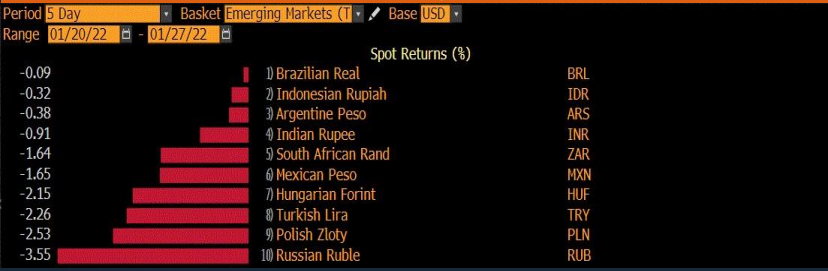 Period 5 Day Basket Emerging Markets (T Base USD
Range 01/20/22 - 01/27/22
Spot Returns (%)
-0.09 1) Brazilian Real BRL
-0.32 2) Indonesian Rupiah IDR
-0.38 3) Argentine Peso ARS
-0.91 4) Indian Rupee INR
-1.64 5) South African Rand ZAR
-1.65 6) Mexican Peso MXN
-2.15 7) Hungarian Forint HUF
-2.26 8) Turkish Lira TRY
-2.53 9) Polish Zloty PLN
-3.55 10) Russian Ruble RUB